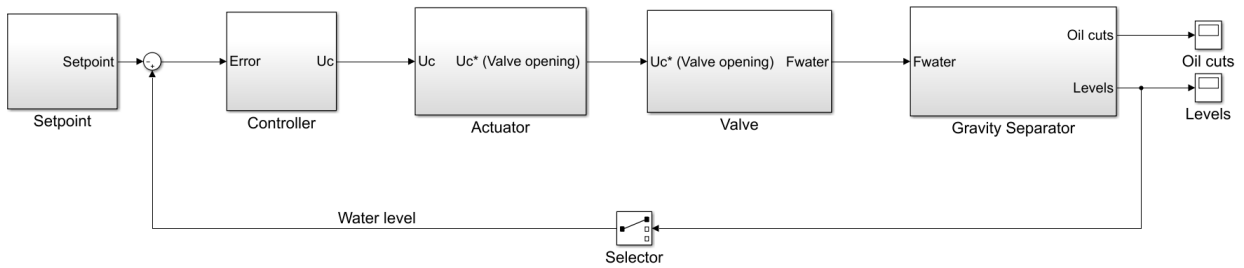 Setpoint
Error Uc
Uc Uc* (Valve opening)
Uc* (Valve opening) Fwater
Fwater
Oil cuts
Levels
Oil cuts
Levels
Setpoint
Controller
Actuator
Valve
Gravity Separator
Water level
Selector